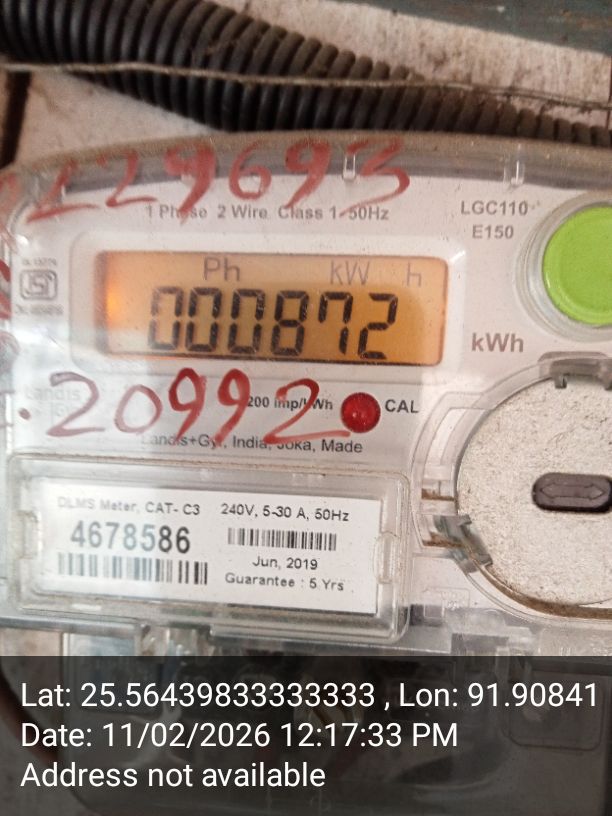 229693
1 Phase 2 Wire Class 1 50Hz
LGC110
E150
Ph kW h
000872
kWh
20992
200 imp/kWh
CAL
Landis+Gyr, India, Joka, Made
DLMS Meter, CAT- C3 240V, 5-30 A, 50Hz
4678586
Jun, 2019
Guarantee : 5 Yrs
Lat: 25.56439833333333 , Lon: 91.90841
Date: 11/02/2026 12:17:33 PM
Address not available